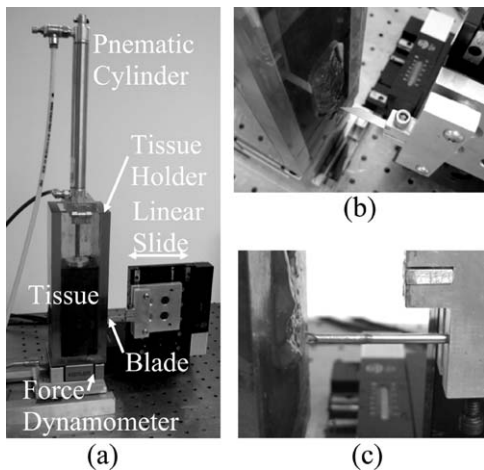 Pnematic
Cylinder
Tissue
Holder
Linear
Slide
Tissue
Blade
Force
Dynamometer
(a)
(b)
(c)